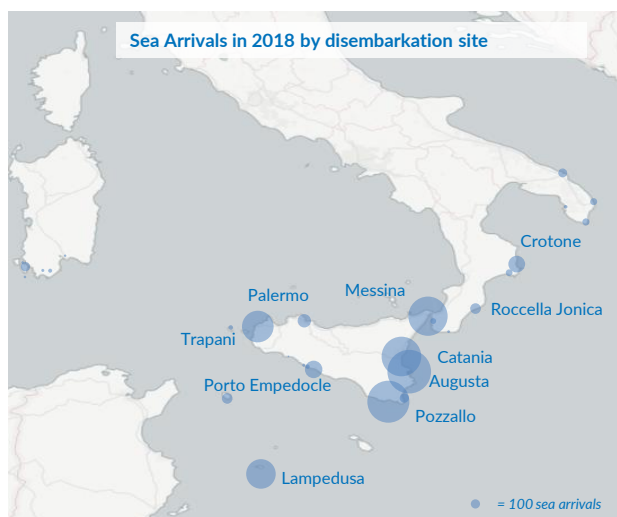 Sea Arrivals in 2018 by disembarkation site
Crotone
Messina
Palermo
Roccella Jonica
Trapani
Catania
Porto Empedocle
Augusta
Pozzallo
Lampedusa
= 100 sea arrivals